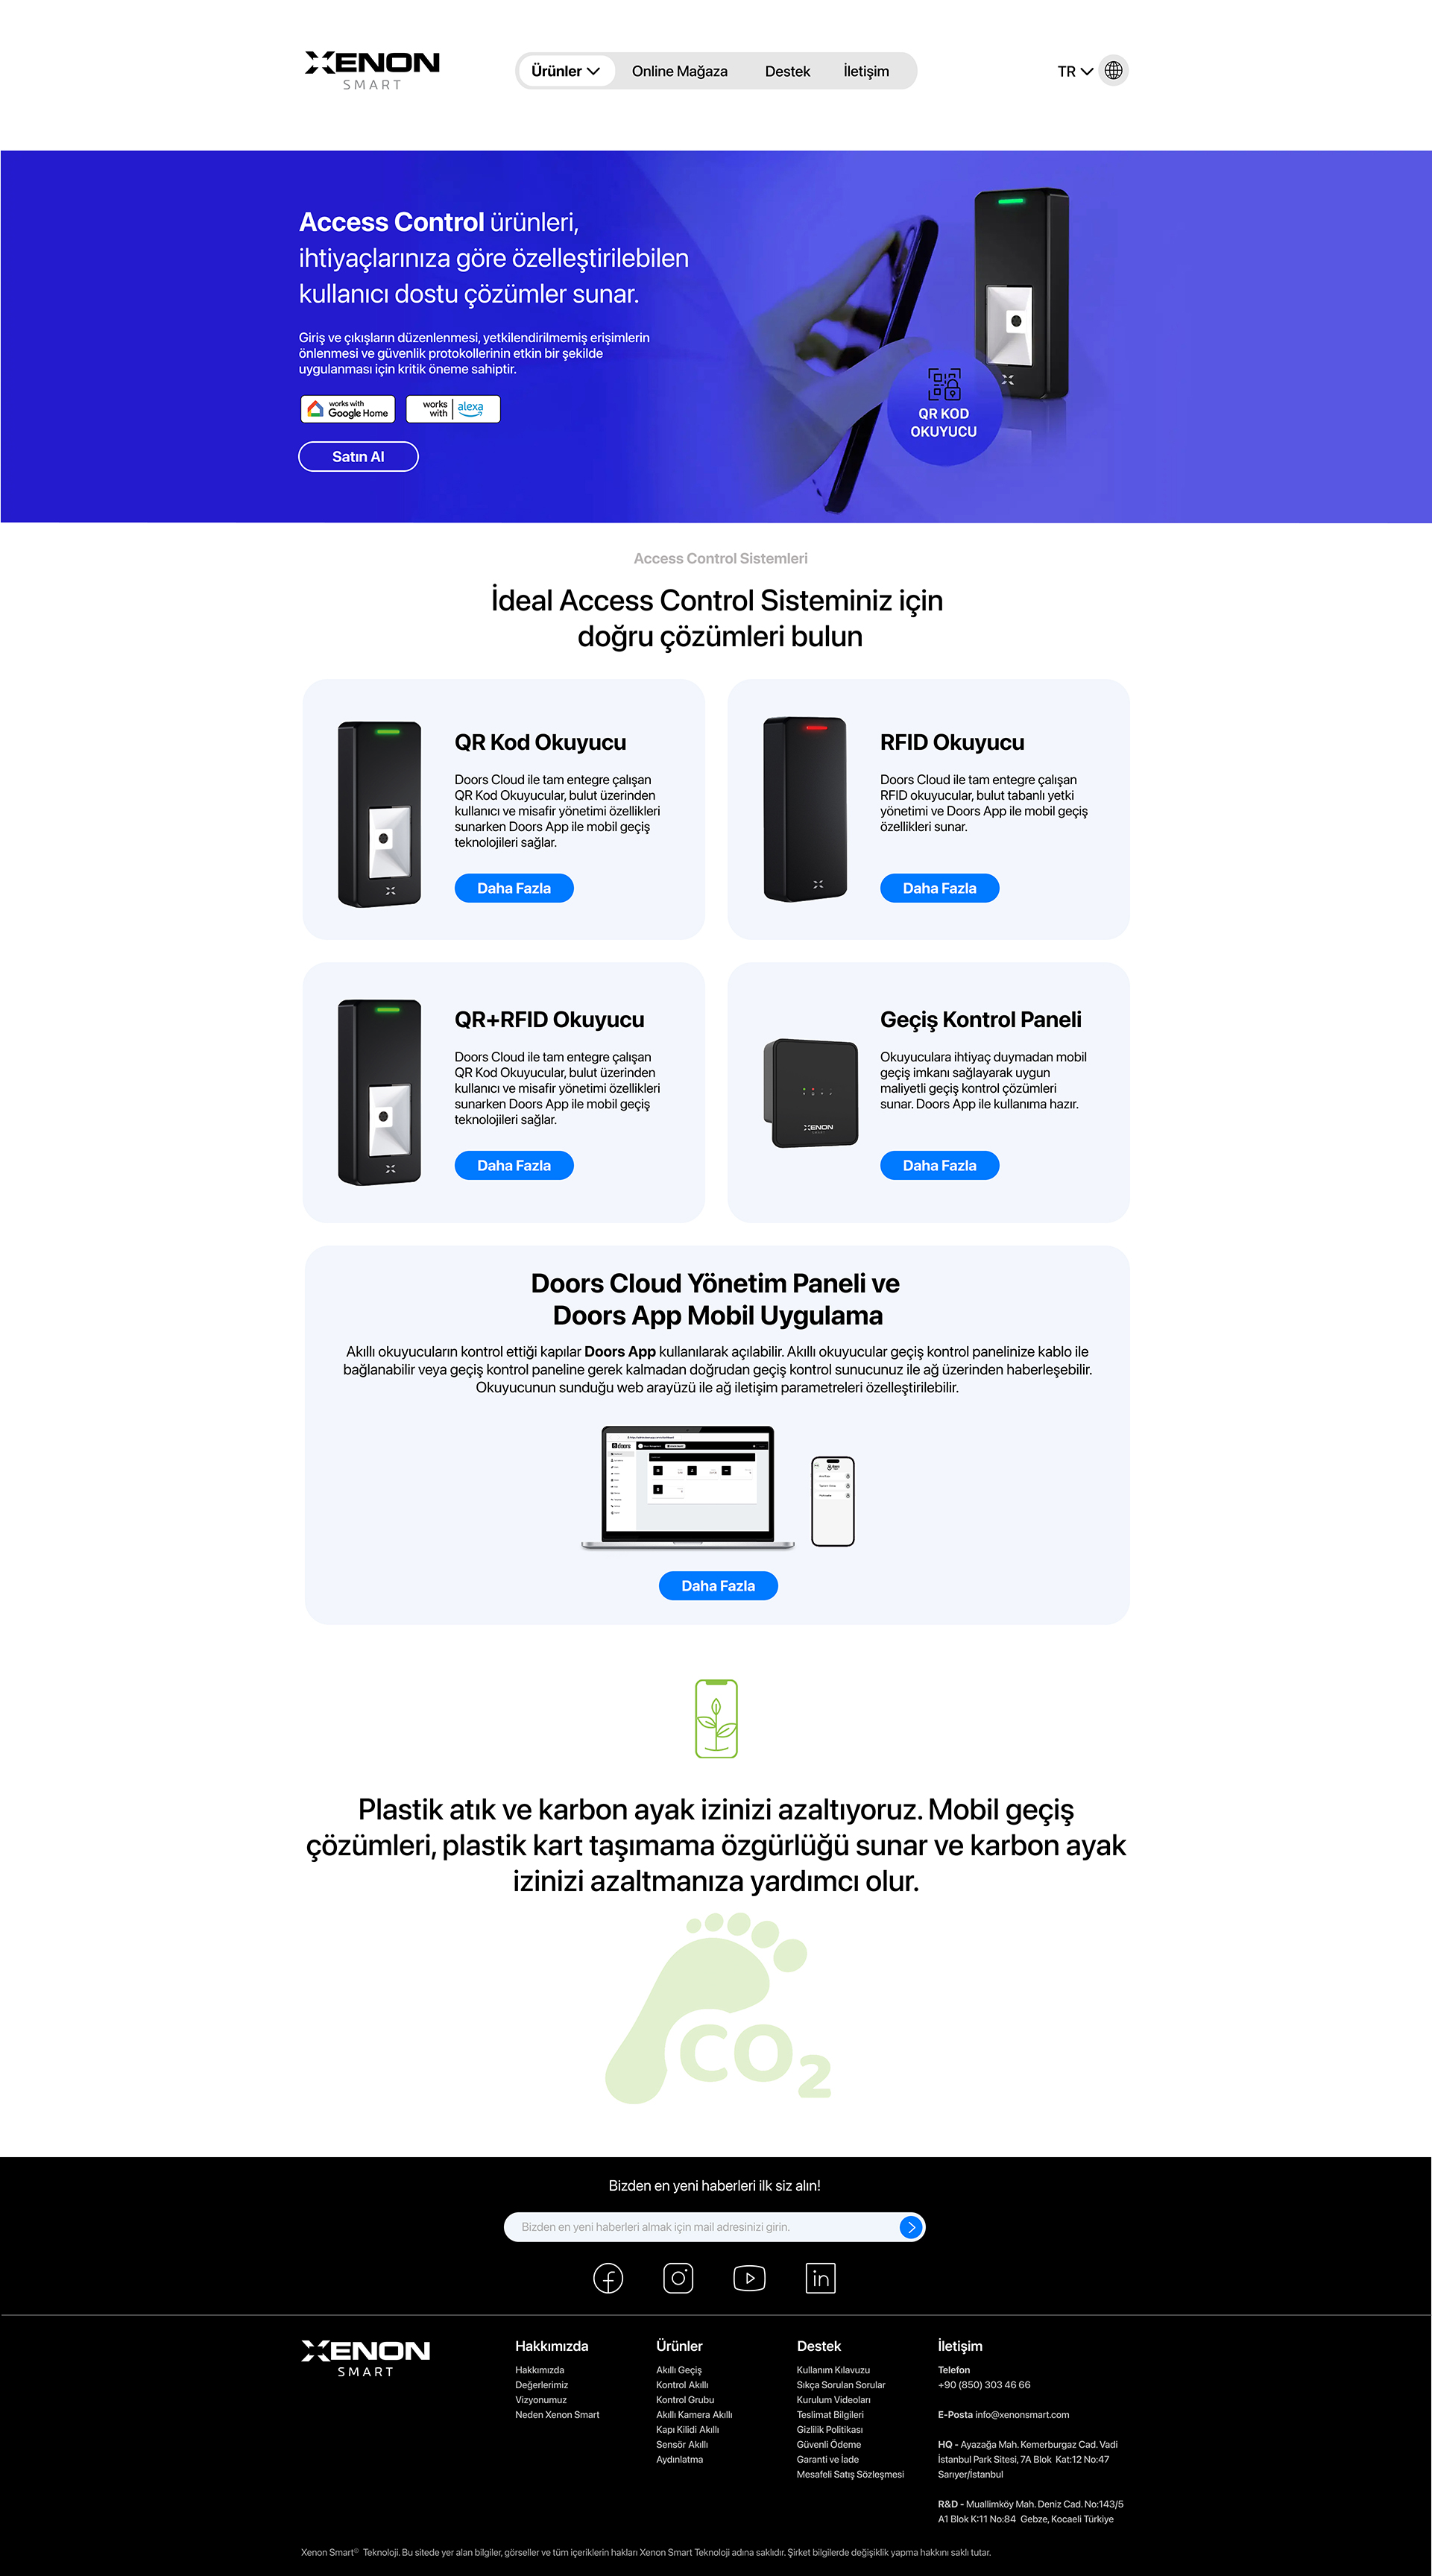 XENON
SMART
Ürünler
Online Mağaza
Destek
İletişim
TR
Access Control ürünleri,
ihtiyaçlarınıza göre özelleştirilebilen
kullanıcı dostu çözümler sunar.
Giriş ve çıkışların düzenlenmesi, yetkilendirilmemiş erişimlerin
önlenmesi ve güvenlik protokollerinin etkin bir şekilde
uygulanması için kritik öneme sahiptir.
works with
Google Home
works
with
alexa
Satın Al
QR KOD
OKUYUCU
Access Control Sistemleri
İdeal Access Control Sisteminiz için
doğru çözümleri bulun
QR Kod Okuyucu
Doors Cloud ile tam entegre çalışan
QR Kod Okuyucular, bulut üzerinden
kullanıcı ve misafir yönetimi özellikleri
sunarken Doors App ile mobil geçiş
teknolojileri sağlar.
Daha Fazla
RFID Okuyucu
Doors Cloud ile tam entegre çalışan
RFID okuyucular, bulut tabanlı yetki
yönetimi ve Doors App ile mobil geçiş
özellikleri sunar.
Daha Fazla
QR+RFID Okuyucu
Doors Cloud ile tam entegre çalışan
QR Kod Okuyucular, bulut üzerinden
kullanıcı ve misafir yönetimi özellikleri
sunarken Doors App ile mobil geçiş
teknolojileri sağlar.
Daha Fazla
XENON
Geçiş Kontrol Paneli
Okuyuculara ihtiyaç duymadan mobil
geçiş imkanı sağlayarak uygun
maliyetli geçiş kontrol çözümleri
sunar. Doors App ile kullanıma hazır.
Daha Fazla
Doors Cloud Yönetim Paneli ve
Doors App Mobil Uygulama
Akıllı okuyucuların kontrol ettiği kapılar Doors App kullanılarak açılabilir. Akıllı okuyucular geçiş kontrol panelinize kablo ile
bağlanabilir veya geçiş kontrol paneline gerek kalmadan doğrudan geçiş kontrol sunucunuz ile ağ üzerinden haberleşebilir.
Okuyucunun sunduğu web arayüzü ile ağ iletişim parametreleri özelleştirilebilir.
doors
Daha Fazla
Plastik atık ve karbon ayak izinizi azaltıyoruz. Mobil geçiş
çözümleri, plastik kart taşımama özgürlüğü sunar ve karbon ayak
izinizi azaltmanıza yardımcı olur.
CO2
Bizden en yeni haberleri ilk siz alın!
Bizden en yeni haberleri almak için mail adresinizi girin.
in
XENON
SMART
Hakkımızda
Hakkımızda
Değerlerimiz
Vizyonumuz
Neden Xenon Smart
Ürünler
Akıllı Geçiş
Kontrol Akıllı
Kontrol Grubu
Akıllı Kamera Akıllı
Kapı Kilidi Akıllı
Sensör Akıllı
Aydınlatma
Destek
Kullanım Kılavuzu
Sıkça Sorulan Sorular
Kurulum Videoları
Teslimat Bilgileri
Gizlilik Politikası
Güvenli Ödeme
Garanti ve İade
Mesafeli Satış Sözleşmesi
İletişim
Telefon
+90 (850) 303 46 66
E-Posta info@xenonsmart.com
HQ - Ayazağa Mah. Kemerburgaz Cad. Vadi
İstanbul Park Sitesi, 7A Blok Kat:12 No:47
Sarıyer/İstanbul
R&D - Muallimköy Mah. Deniz Cad. No:143/5
A1 Blok K:11 No:84 Gebze, Kocaeli Türkiye
Xenon Smart® Teknoloji. Bu sitede yer alan bilgiler, görseller ve tüm içeriklerin hakları Xenon Smart Teknoloji adına saklıdır. Şirket bilgilerde değişiklik yapma hakkını saklı tutar.